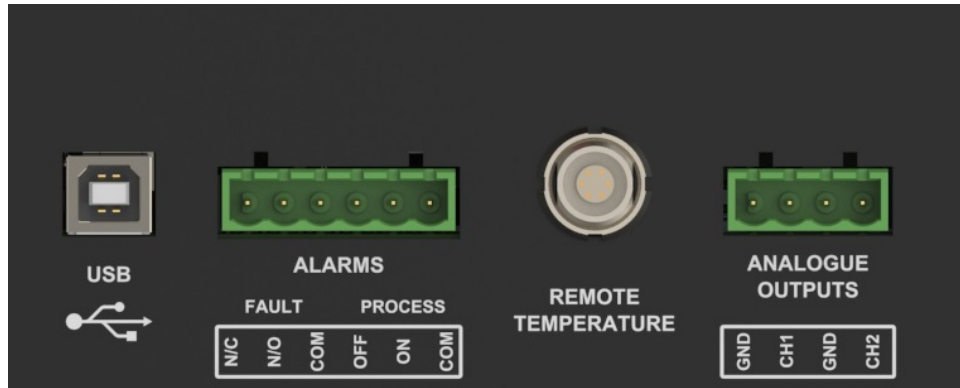 USB
ALARMS
FAULT PROCESS
N/C N/O COM OFF ON COM
REMOTE
TEMPERATURE
ANALOGUE
OUTPUTS
GND CH1 GND CH2